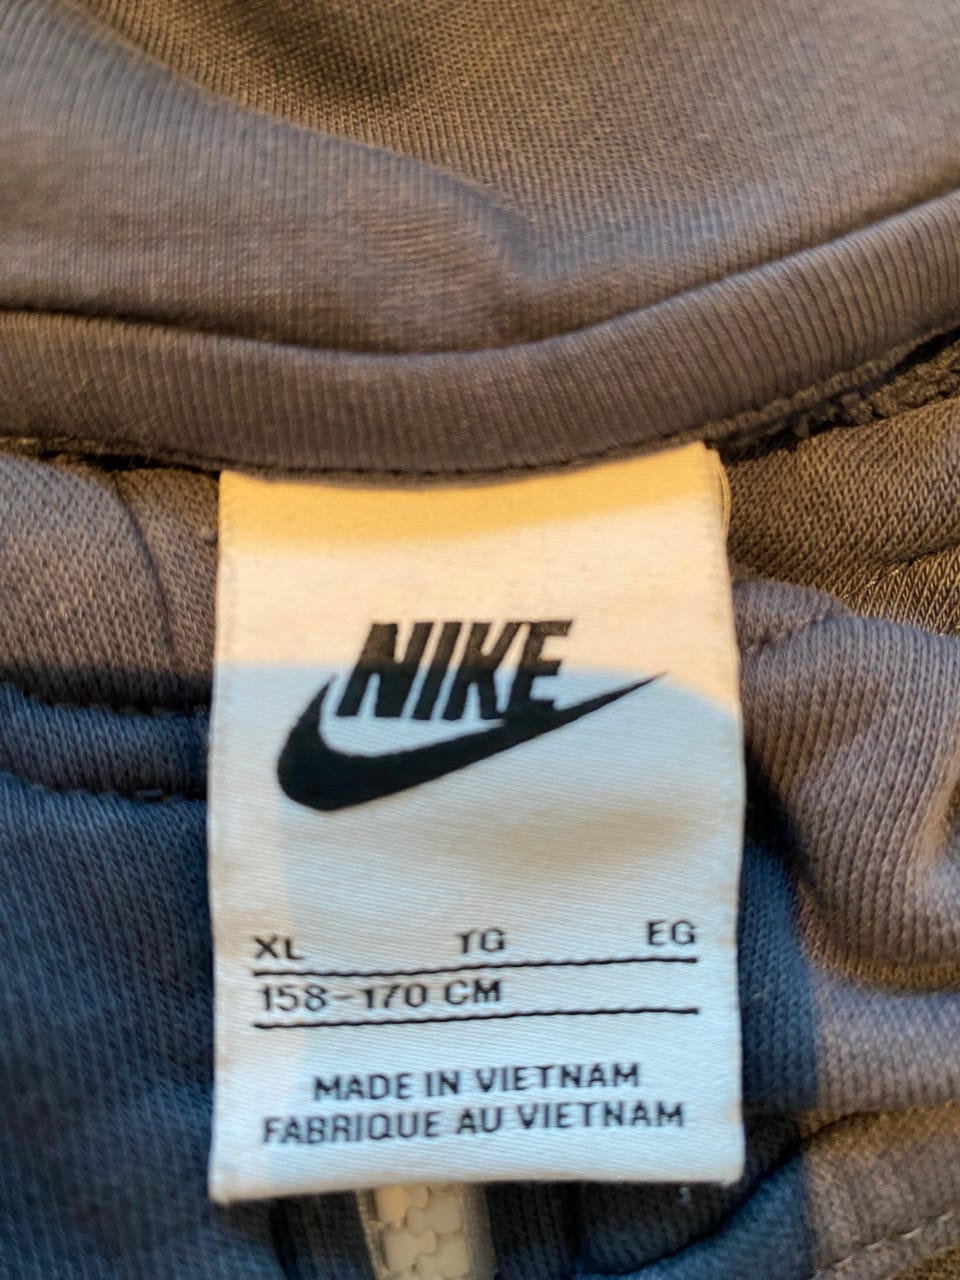 NIKE
XL TG EG
158-170 CM
MADE IN VIETNAM
FABRIQUE AU VIETNAM